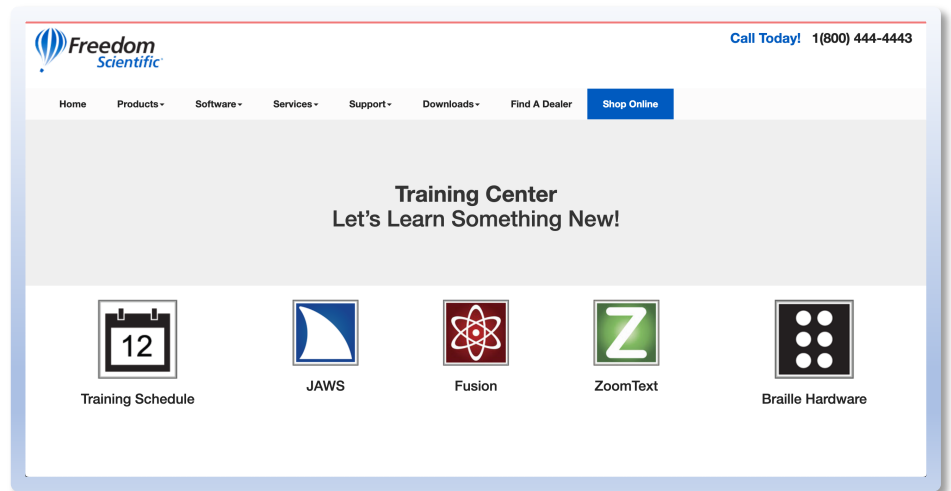 Freedom
Scientific
Call Today! 1(800) 444-4443
Home Products Software Services Support Downloads Find A Dealer Shop Online
Training Center
Let's Learn Something New!
12
Z
Training Schedule
JAWS
Fusion
ZoomText
Braille Hardware